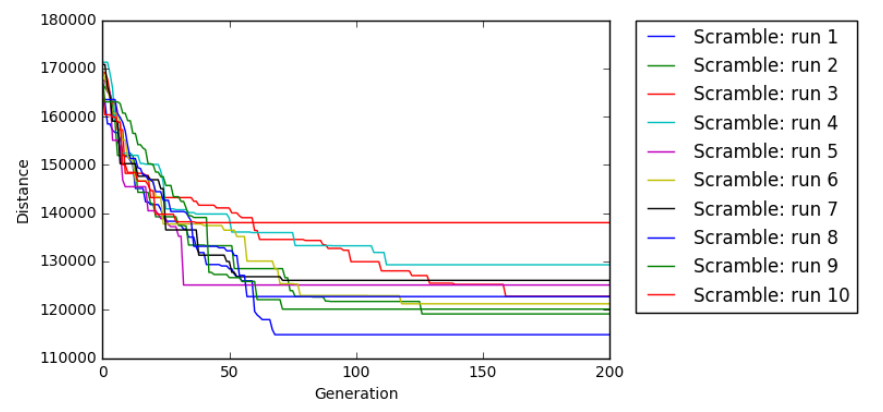 180000
170000
160000
150000
140000
130000
120000
110000
Distance
0
50
100
150
200
Generation
Scramble: run 1
Scramble: run 2
Scramble: run 3
Scramble: run 4
Scramble: run 5
Scramble: run 6
Scramble: run 7
Scramble: run 8
Scramble: run 9
Scramble: run 10